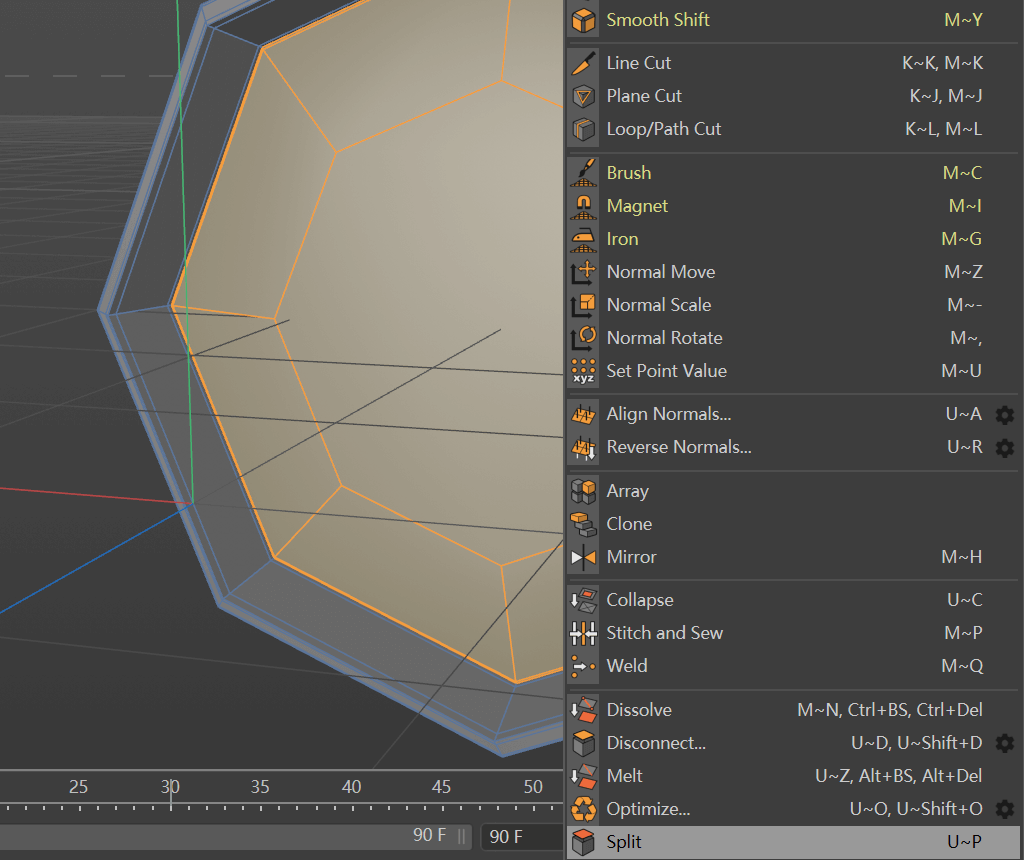 Smooth Shift M~Y
Line Cut K~K, M~K
Plane Cut K~J, M~J
Loop/Path Cut K~L, M~L
Brush M~C
Magnet M~I
Iron M~G
Normal Move M~Z
Normal Scale M~-
Normal Rotate M~,
xyz Set Point Value M~U
Align Normals... U~A
Reverse Normals... U~R
Array
Clone
Mirror M~H
Collapse U~C
Stitch and Sew M~P
Weld M~Q
Dissolve M~N, Ctrl+BS, Ctrl+Del
Disconnect... U~D, U~Shift+D
Melt U~Z, Alt+BS, Alt+Del
Optimize... U~O, U~Shift+O
Split U~P
25 30 35 40 45 50
90 F 90 F